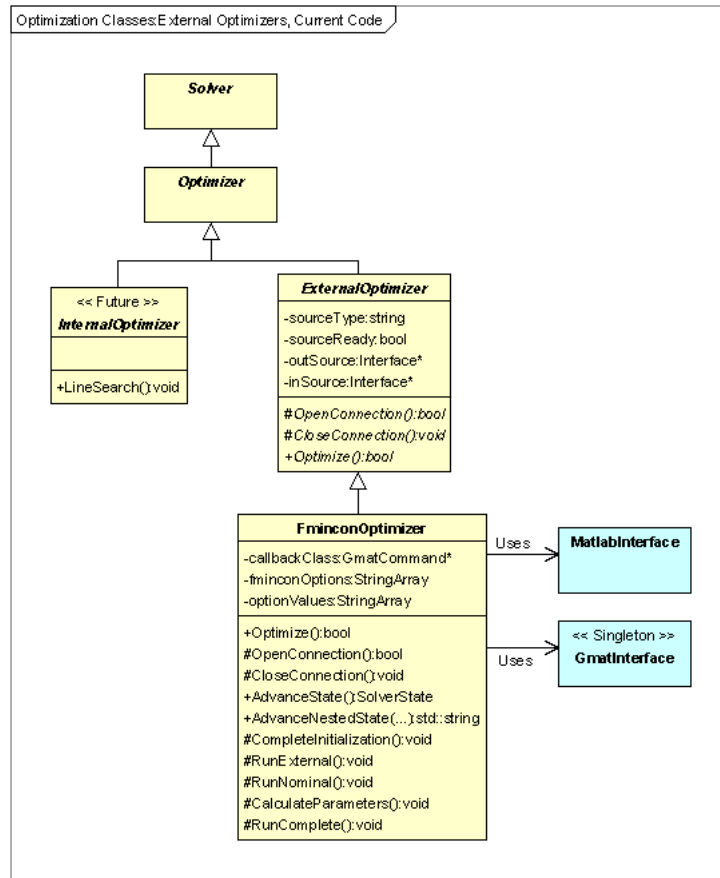 Optimization Classes:External Optimizers, Current Code
Solver
Optimizer
<< Future >>
InternalOptimizer
+LineSearch():void
ExternalOptimizer
-sourceType:string
-sourceReady:bool
-outSource:Interface*
-inSource:Interface*
#OpenConnection():bool
#CloseConnection():void
+Optimize():bool
FminconOptimizer
-callbackClass:GmatCommand*
-fminconOptions:StringArray
-optionValues:StringArray
+Optimize():bool
#OpenConnection():bool
#CloseConnection():void
+AdvanceState():SolverState
+AdvanceNestedState(...):std::string
#CompleteInitialization():void
#RunExternal():void
#RunNominal():void
#CalculateParameters():void
#RunComplete():void
Uses
MatlabInterface
Uses
<< Singleton >>
GmatInterface